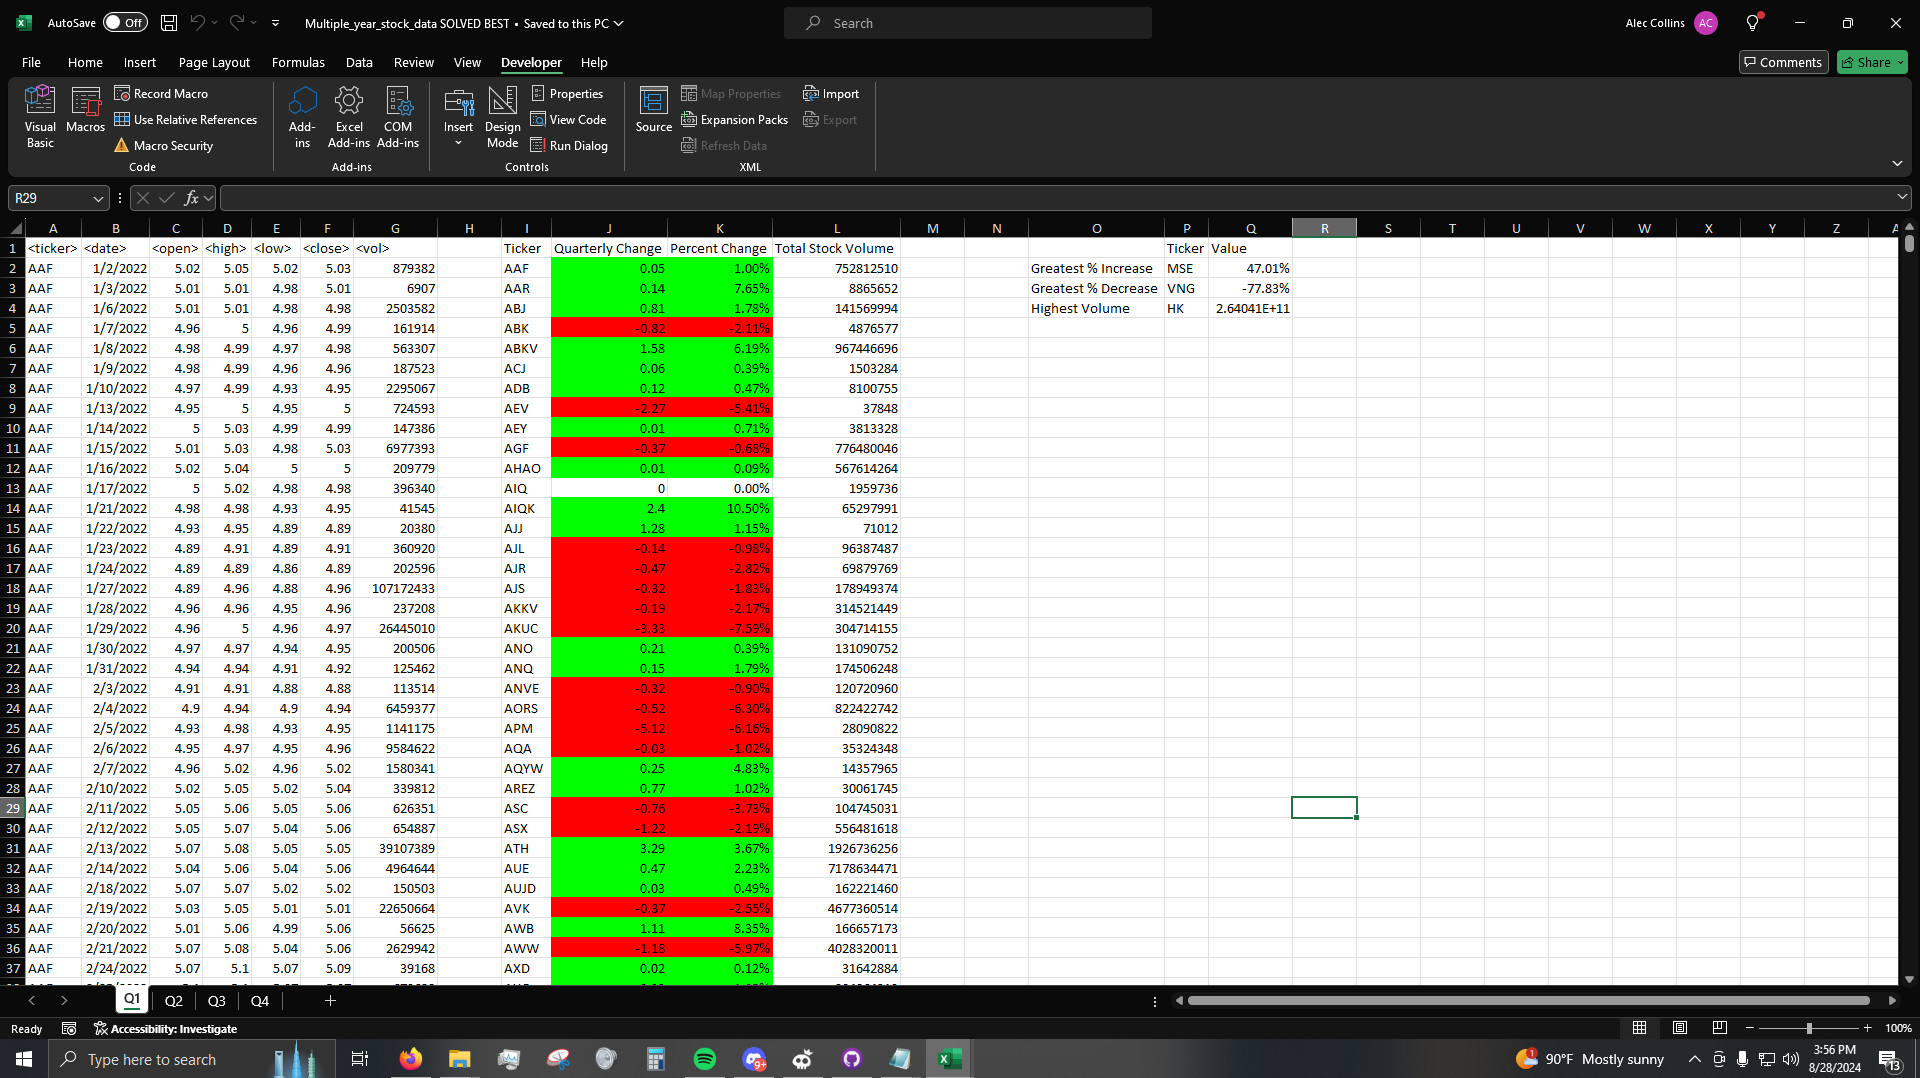 AutoSave Off Multiple_year_stock_data SOLVED BEST • Saved to this PC Search Alec Collins AC
File Home Insert Page Layout Formulas Data Review View Developer Help Comments Share
Visual Basic Macros Record Macro Use Relative References Macro Security Code
Add-ins Excel Add-ins COM Add-ins Add-ins
Insert Design Mode Properties View Code Run Dialog Controls
Source Map Properties Expansion Packs Refresh Data Import Export XML
R29 fx
A B C D E F G H I J K L M N O P Q R S T U V W X Y Z
1 <ticker> <date> <open> <high> <low> <close> <vol> Ticker Quarterly Change Percent Change Total Stock Volume Ticker Value
2 AAF 1/2/2022 5.02 5.05 5.02 5.03 879382 AAF 0.05 1.00% 752812510 Greatest % Increase MSE 47.01%
3 AAF 1/3/2022 5.01 5.01 4.98 5.01 6907 AAR 0.14 7.65% 8865652 Greatest % Decrease VNG -77.83%
4 AAF 1/6/2022 5.01 5.01 4.98 4.98 2503582 ABJ 0.81 1.78% 141569994 Highest Volume HK 2.64041E+11
5 AAF 1/7/2022 4.96 5 4.96 4.99 161914 ABK -0.82 -2.11% 4876577
6 AAF 1/8/2022 4.98 4.99 4.97 4.98 563307 ABKV 1.58 6.19% 967446696
7 AAF 1/9/2022 4.98 4.99 4.96 4.96 187523 ACJ 0.06 0.39% 1503284
8 AAF 1/10/2022 4.97 4.99 4.93 4.95 2295067 ADB 0.12 0.47% 8100755
9 AAF 1/13/2022 4.95 5 4.95 5 724593 AEV -2.27 -5.41% 37848
10 AAF 1/14/2022 5 5.03 4.99 4.99 147386 AEY 0.01 0.71% 3813328
11 AAF 1/15/2022 5.01 5.03 4.98 5.03 6977393 AGF -0.37 -0.68% 776480046
12 AAF 1/16/2022 5.02 5.04 5 5 209779 AHAO 0.01 0.09% 567614264
13 AAF 1/17/2022 5 5.02 4.98 4.98 396340 AIQ 0 0.00% 1959736
14 AAF 1/21/2022 4.98 4.98 4.93 4.95 41545 AIQK 2.4 10.50% 65297991
15 AAF 1/22/2022 4.93 4.95 4.89 4.89 20380 AJJ 1.28 1.15% 71012
16 AAF 1/23/2022 4.89 4.91 4.89 4.91 360920 AJL -0.14 -0.98% 96387487
17 AAF 1/24/2022 4.89 4.89 4.86 4.89 202596 AJR -0.47 -2.82% 69879769
18 AAF 1/27/2022 4.89 4.96 4.88 4.96 107172433 AJS -0.32 -1.83% 178949374
19 AAF 1/28/2022 4.96 4.96 4.95 4.96 237208 AKKV -0.19 -2.17% 314521449
20 AAF 1/29/2022 4.96 5 4.96 4.97 26445010 AKUC -3.33 -7.59% 304714155
21 AAF 1/30/2022 4.97 4.97 4.94 4.95 200506 ANO 0.21 0.39% 131090752
22 AAF 1/31/2022 4.94 4.94 4.91 4.92 125462 ANQ 0.15 1.79% 174506248
23 AAF 2/3/2022 4.91 4.91 4.88 4.88 113514 ANVE -0.32 -0.90% 120720960
24 AAF 2/4/2022 4.9 4.94 4.9 4.94 6459377 AORS -0.52 -6.30% 822422742
25 AAF 2/5/2022 4.93 4.98 4.93 4.95 1141175 APM -5.12 -6.16% 28090822
26 AAF 2/6/2022 4.95 4.97 4.95 4.96 9584622 AQA -0.03 -1.02% 35324348
27 AAF 2/7/2022 4.96 5.02 4.96 5.02 1580341 AQYW 0.25 4.83% 14357965
28 AAF 2/10/2022 5.02 5.05 5.02 5.04 339812 AREZ 0.77 1.02% 30061745
29 AAF 2/11/2022 5.05 5.06 5.05 5.06 626351 ASC -0.76 -3.73% 104745031
30 AAF 2/12/2022 5.05 5.07 5.04 5.06 654887 ASX -1.22 -2.19% 556481618
31 AAF 2/13/2022 5.07 5.08 5.05 5.05 39107389 ATH 3.29 3.67% 1926736256
32 AAF 2/14/2022 5.04 5.06 5.04 5.06 4964644 AUE 0.47 2.23% 7178634471
33 AAF 2/18/2022 5.07 5.07 5.02 5.02 150503 AUJD 0.03 0.49% 162221460
34 AAF 2/19/2022 5.03 5.05 5.01 5.01 22650664 AVK -0.37 -2.55% 4677360514
35 AAF 2/20/2022 5.01 5.06 4.99 5.06 56625 AWB 1.11 8.35% 166657173
36 AAF 2/21/2022 5.07 5.08 5.04 5.06 2629942 AWW -1.18 -5.97% 4028320011
37 AAF 2/24/2022 5.07 5.1 5.07 5.09 39168 AXD 0.02 0.12% 31642884
Q1 Q2 Q3 Q4
Ready Accessibility: Investigate 100%
Type here to search 9+ 1 90°F Mostly sunny 3:56 PM 8/28/2024 13